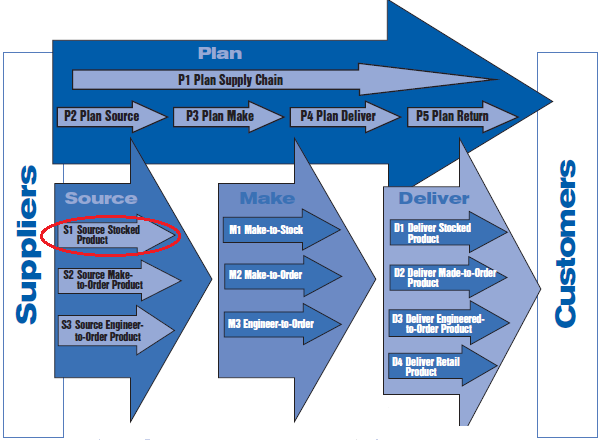 Suppliers
Plan
P1 Plan Supply Chain
P2 Plan Source
P3 Plan Make
P4 Plan Deliver
P5 Plan Return
Source
S1 Source Stocked
Product
S2 Source Make-
to-Order Product
S3 Source Engineer-
to-Order Product
Make
M1 Make-to-Stock
M2 Make-to-Order
M3 Engineer-to-Order
Deliver
D1 Deliver Stocked
Product
D2 Deliver Made-to-Order
Product
D3 Deliver Engineered-
to-Order Product
D4 Deliver Retail
Product
Customers